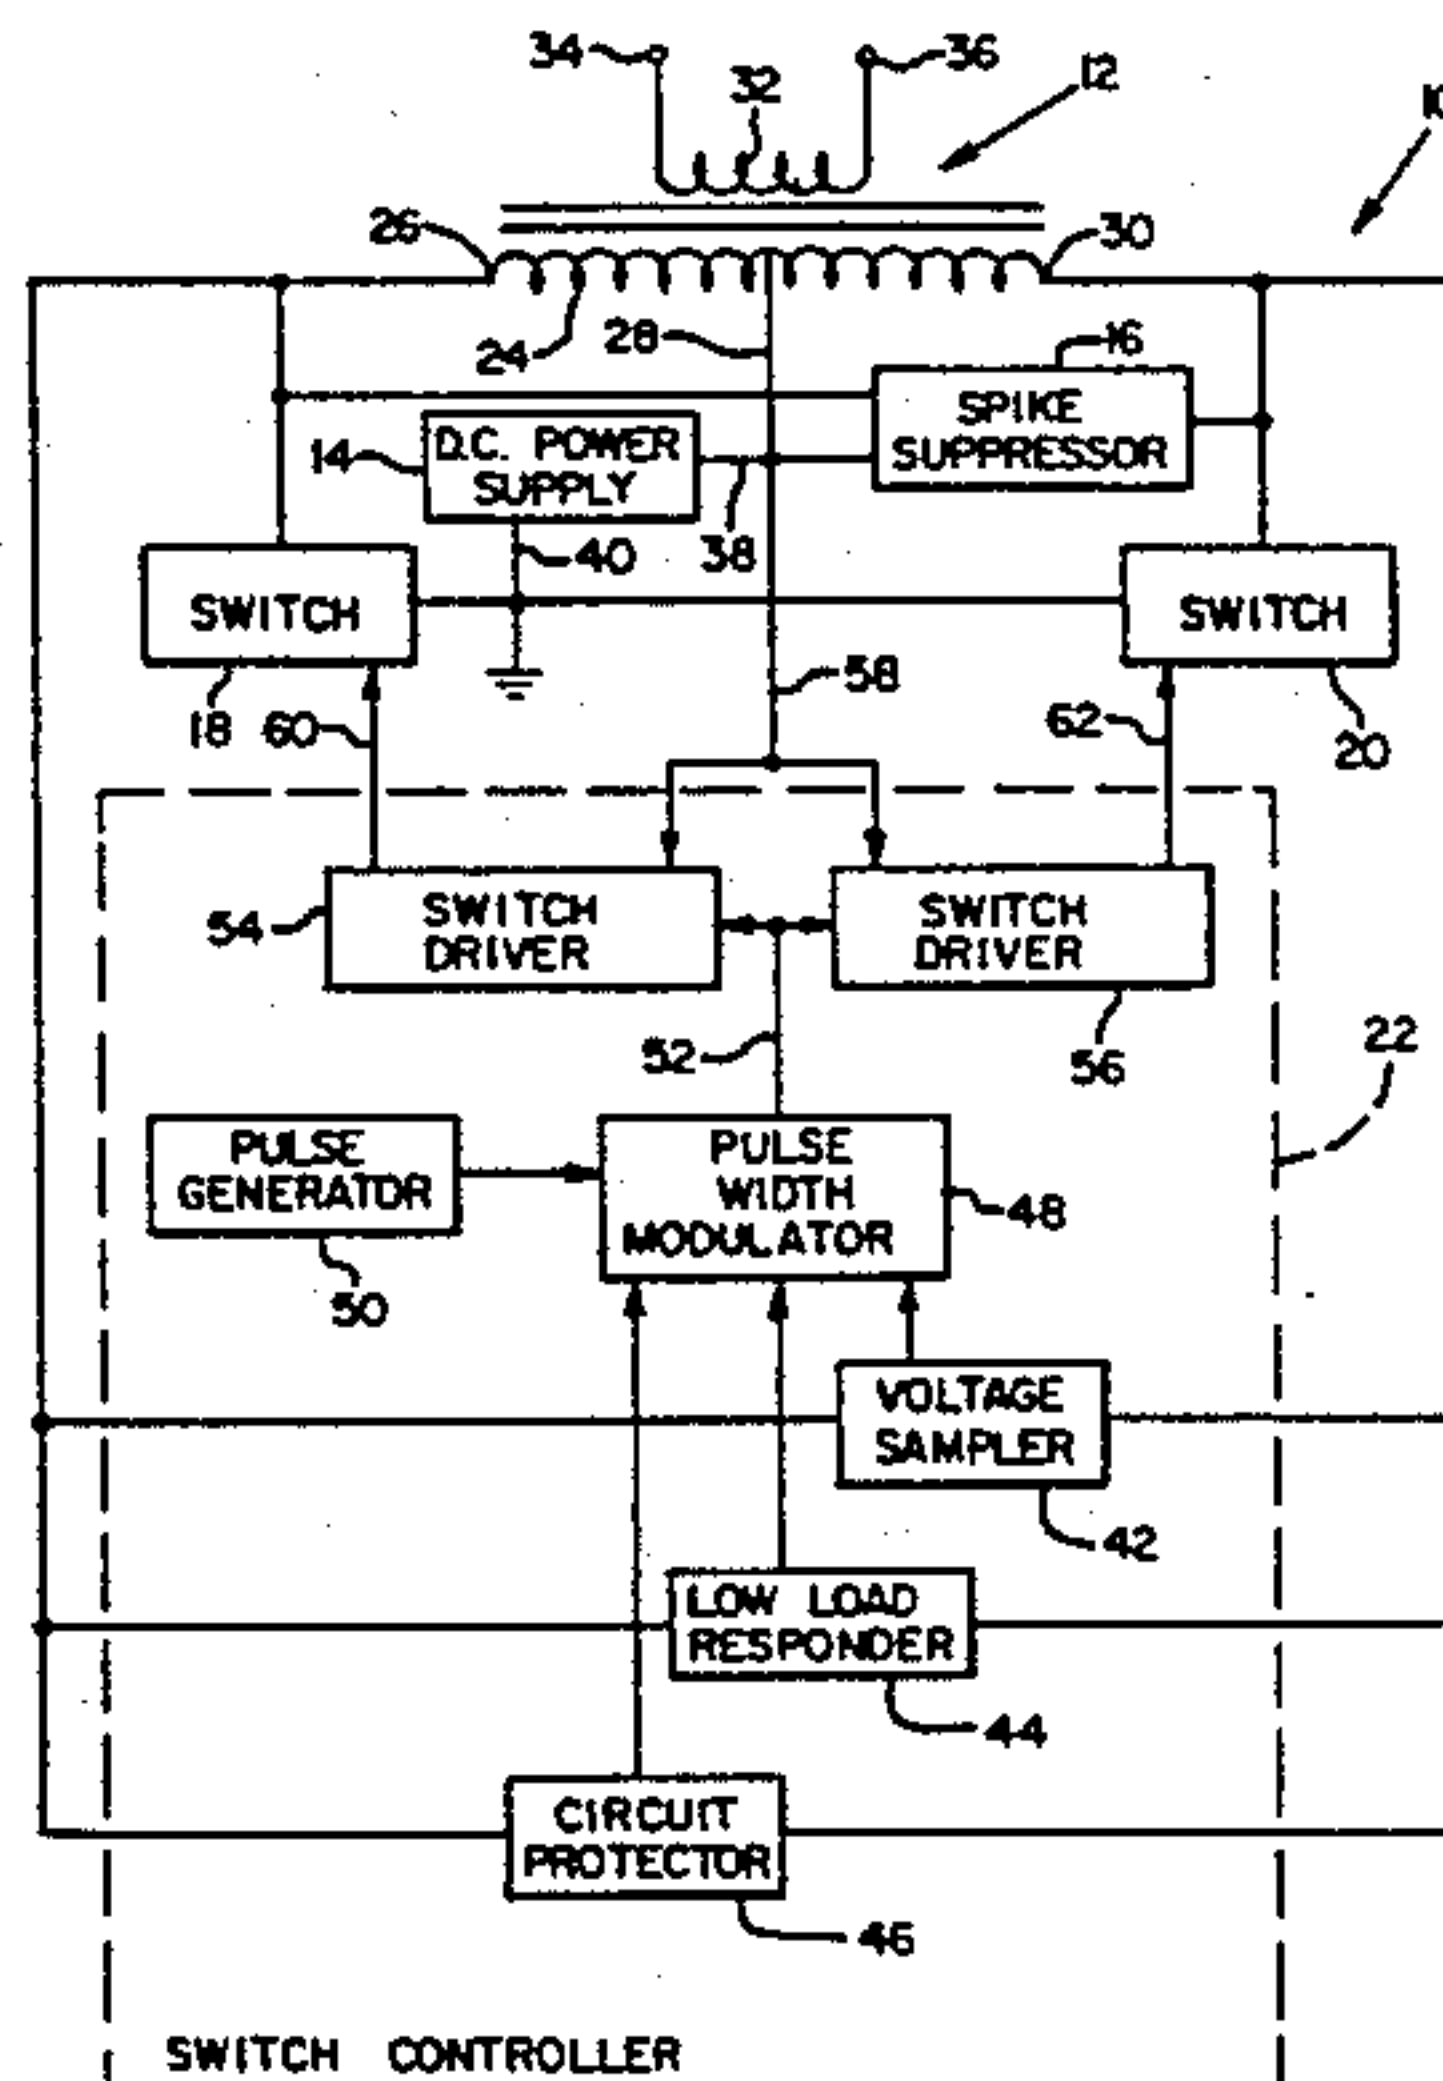 34
36
32
12
10
26
30
24
28
16
SPIKE
SUPPRESSOR
14
D.C. POWER
SUPPLY
40
38
SWITCH
SWITCH
18
60
58
62
20
54
SWITCH
DRIVER
SWITCH
DRIVER
52
56
22
PULSE
GENERATOR
PULSE
WIDTH
MODULATOR
48
50
VOLTAGE
SAMPLER
42
LOW LOAD
RESPONDER
44
CIRCUIT
PROTECTOR
46
SWITCH CONTROLLER